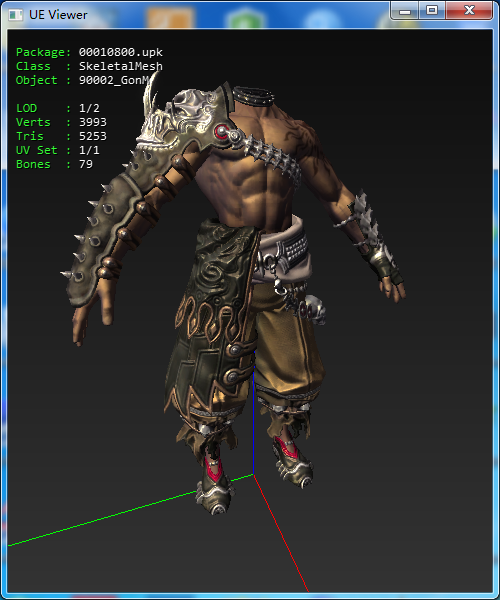 UE Viewer
Package: 00010800.upk
Class : SkeletalMesh
Object : 90002_GonM
LOD : 1/2
Verts : 3993
Tris : 5253
UV Set : 1/1
Bones : 79